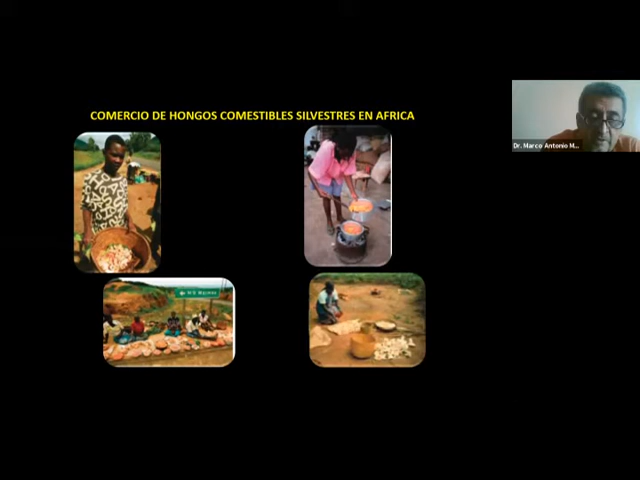 COMERCIO DE HONGOS COMESTIBLES SILVESTRES EN AFRICA
Dr. Marco Antonio M...